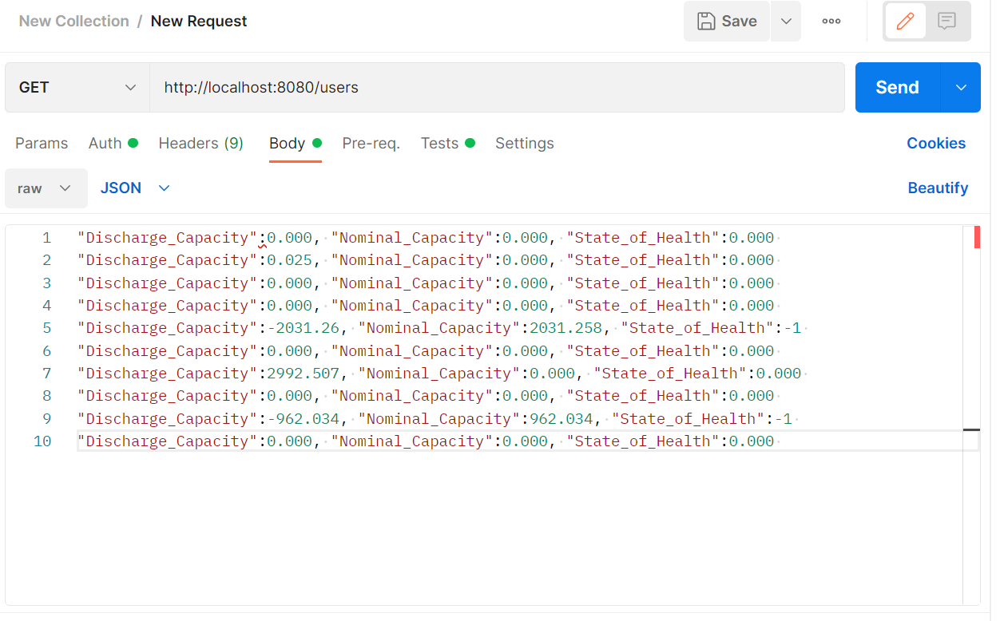 New Collection / New Request
Save
GET http://localhost:8080/users Send
Params Auth Headers (9) Body Pre-req. Tests Settings Cookies
raw JSON Beautify
1 "Discharge_Capacity":0.000, "Nominal_Capacity":0.000, "State_of_Health":0.000
2 "Discharge_Capacity":0.025, "Nominal_Capacity":0.000, "State_of_Health":0.000
3 "Discharge_Capacity":0.000, "Nominal_Capacity":0.000, "State_of_Health":0.000
4 "Discharge_Capacity":0.000, "Nominal_Capacity":0.000, "State_of_Health":0.000
5 "Discharge_Capacity":-2031.26, "Nominal_Capacity":2031.258, "State_of_Health":-1
6 "Discharge_Capacity":0.000, "Nominal_Capacity":0.000, "State_of_Health":0.000
7 "Discharge_Capacity":2992.507, "Nominal_Capacity":0.000, "State_of_Health":0.000
8 "Discharge_Capacity":0.000, "Nominal_Capacity":0.000, "State_of_Health":0.000
9 "Discharge_Capacity":-962.034, "Nominal_Capacity":962.034, "State_of_Health":-1
10 "Discharge_Capacity":0.000, "Nominal_Capacity":0.000, "State_of_Health":0.000